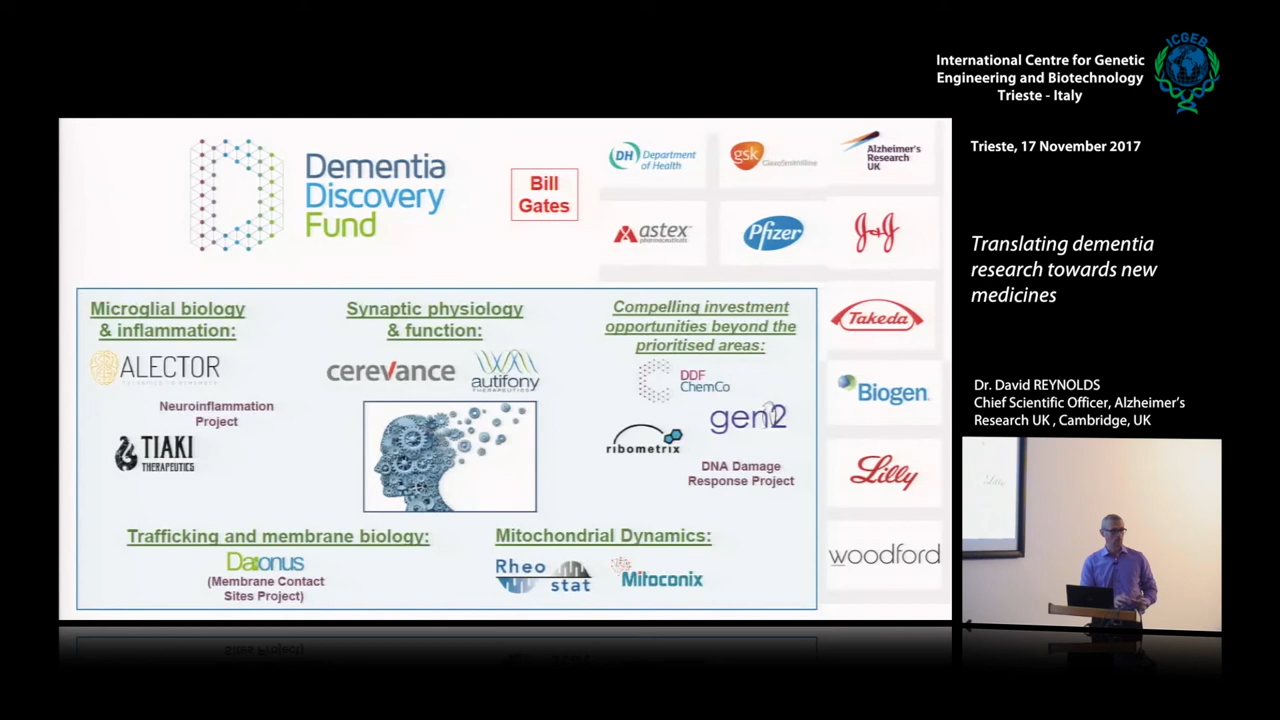 International Centre for Genetic
Engineering and Biotechnology
Trieste - Italy
ICGEB
Trieste, 17 November 2017
Translating dementia
research towards new
medicines
Dr. David REYNOLDS
Chief Scientific Officer, Alzheimer's
Research UK , Cambridge, UK
Dementia
Discovery
Fund
Bill
Gates
DH Department
of Health
gsk GlaxoSmithKline
Alzheimer's
Research
UK
astex
pharmaceuticals
Pfizer
J&J
Takeda
Biogen
Lilly
woodford
Microglial biology
& inflammation:
ALECTOR
Neuroinflammation
Project
TIAKI
THERAPEUTICS
Synaptic physiology
& function:
cerevance
autifony
THERAPEUTICS
Compelling investment
opportunities beyond the
prioritised areas:
DDF
ChemCo
gen2
ribometrix
DNA Damage
Response Project
Trafficking and membrane biology:
(Membrane Contact
Sites Project)
Mitochondrial Dynamics:
Rheo
stat
Mitoconix